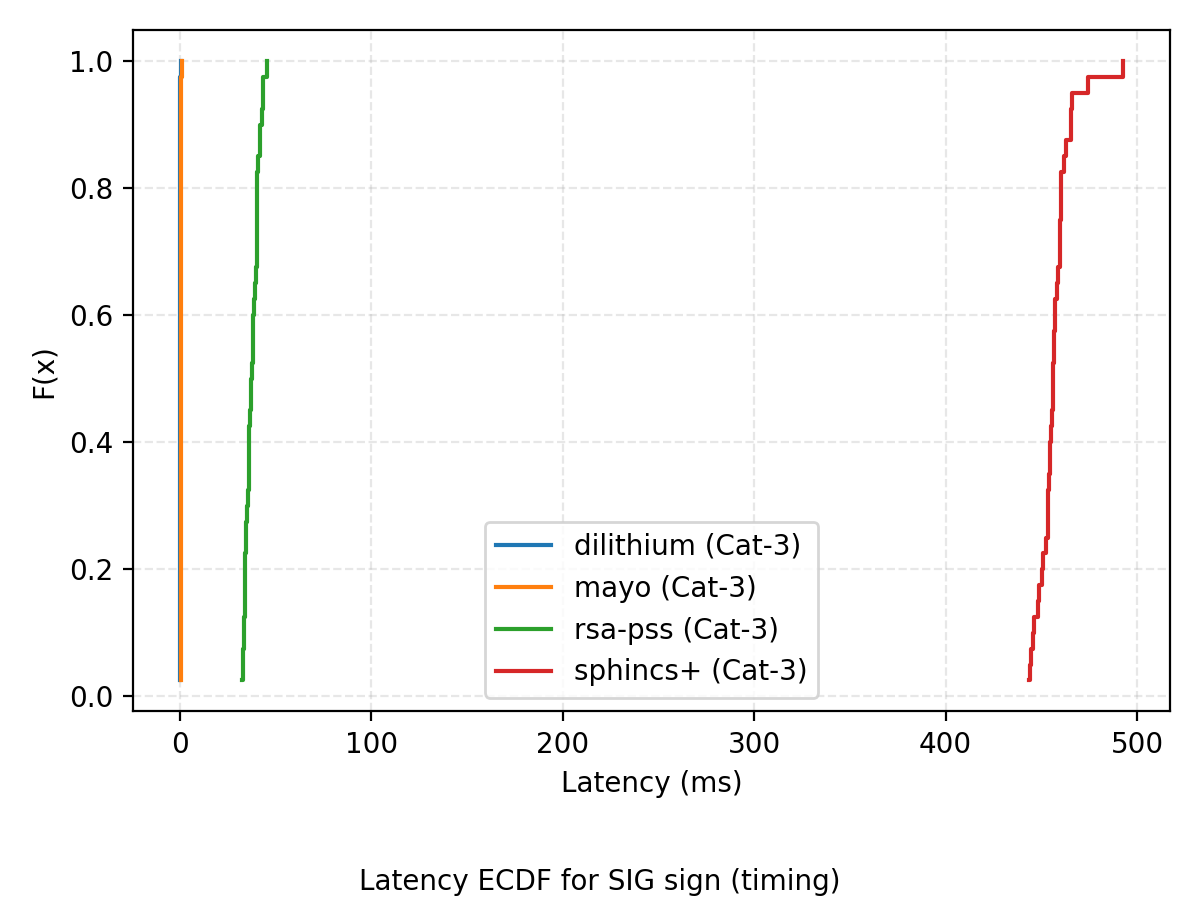 1.0
0.8
0.6
0.4
0.2
0.0
F(x)
dilithium (Cat-3)
mayo (Cat-3)
rsa-pss (Cat-3)
sphincs+ (Cat-3)
0 100 200 300 400 500
Latency (ms)
Latency ECDF for SIG sign (timing)